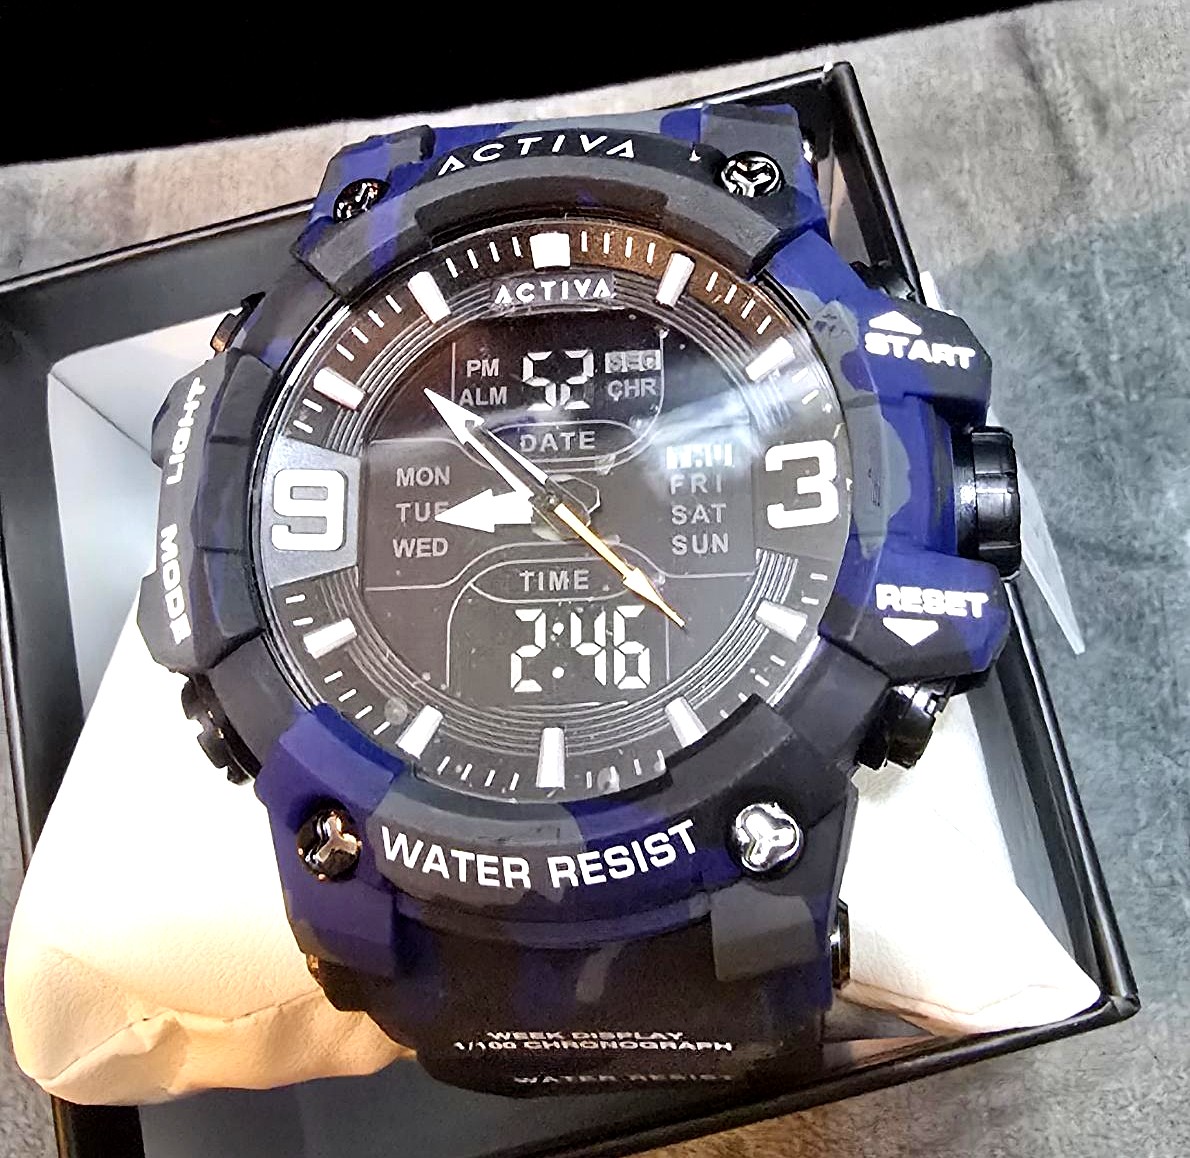 ACTIVA
ACTIVA
START
PM 52 SEC
ALM CHR
DATE
LIGHT
MON THU
TUE FRI
WED SAT
SUN
9 3
MODE
TIME
RESET
2:46
WATER RESIST
WEEK DISPLAY
1/100 CHRONOGRAPH
WATER RESIST